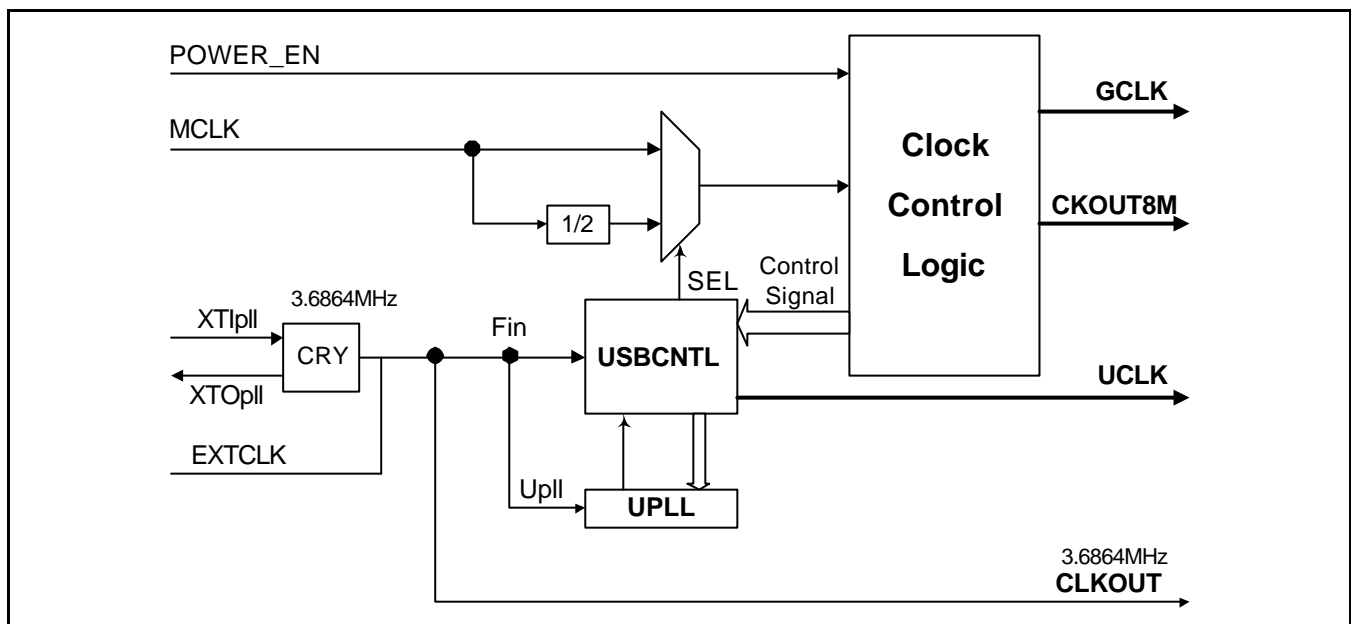 POWER_EN
GCLK
MCLK
Clock
Control
Logic
1/2
CKOUT8M
SEL
Control
Signal
3.6864MHz
XTIpll
CRY
Fin
USBCNTL
XTOpll
UCLK
EXTCLK
Upll
UPLL
3.6864MHz
CLKOUT